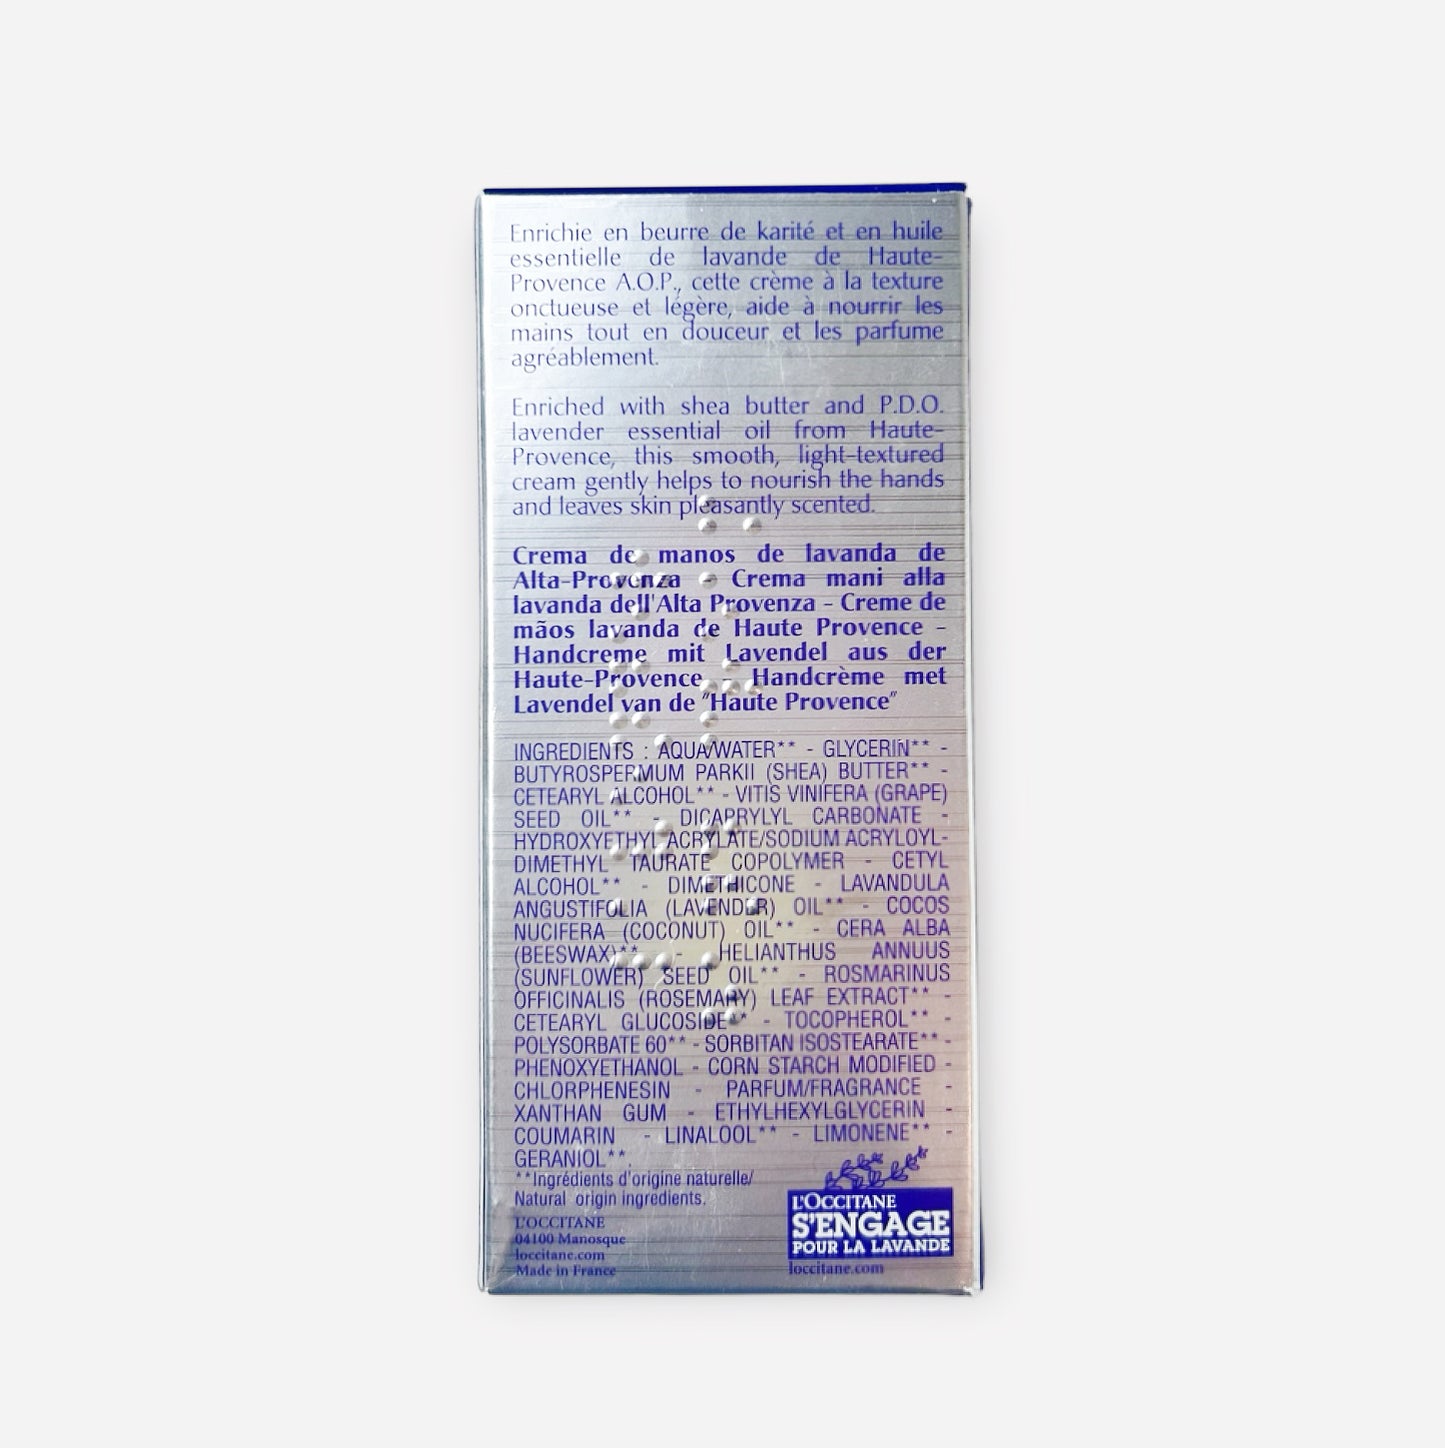 Enrichie en beurre de karité et en huile
essentielle de lavande de Haute-
Provence A.O.P., cette crème à la texture
onctueuse et légère, aide à nourrir les
mains tout en douceur et les parfume
agréablement.
Enriched with shea butter and P.D.O.
lavender essential oil from Haute-
Provence, this smooth, light-textured
cream gently helps to nourish the hands
and leaves skin pleasantly scented.
Crema de manos de lavanda de
Alta-Provenza - Crema mani alla
lavanda dell'Alta Provenza - Creme de
mãos lavanda de Haute Provence -
Handcreme mit Lavendel aus der
Haute-Provence - Handcrème met
Lavendel van de "Haute Provence"
INGREDIENTS : AQUA/WATER** - GLYCERIN** -
BUTYROSPERMUM PARKII (SHEA) BUTTER** -
CETEARYL ALCOHOL** - VITIS VINIFERA (GRAPE)
SEED OIL** - DICAPRYLYL CARBONATE -
HYDROXYETHYL ACRYLATE/SODIUM ACRYLOYL-
DIMETHYL TAURATE COPOLYMER - CETYL
ALCOHOL** - DIMETHICONE - LAVANDULA
ANGUSTIFOLIA (LAVENDER) OIL** - COCOS
NUCIFERA (COCONUT) OIL** - CERA ALBA
(BEESWAX)** - HELIANTHUS ANNUUS
(SUNFLOWER) SEED OIL** - ROSMARINUS
OFFICINALIS (ROSEMARY) LEAF EXTRACT** -
CETEARYL GLUCOSIDE** - TOCOPHEROL** -
POLYSORBATE 60** - SORBITAN ISOSTEARATE** -
PHENOXYETHANOL - CORN STARCH MODIFIED -
CHLORPHENESIN - PARFUM/FRAGRANCE -
XANTHAN GUM - ETHYLHEXYLGLYCERIN -
COUMARIN - LINALOOL** - LIMONENE** -
GERANIOL**.
**Ingrédients d'origine naturelle/
Natural origin ingredients.
L'OCCITANE
04100 Manosque
loccitane.com
Made in France
L'OCCITANE
S'ENGAGE
POUR LA LAVANDE
loccitane.com